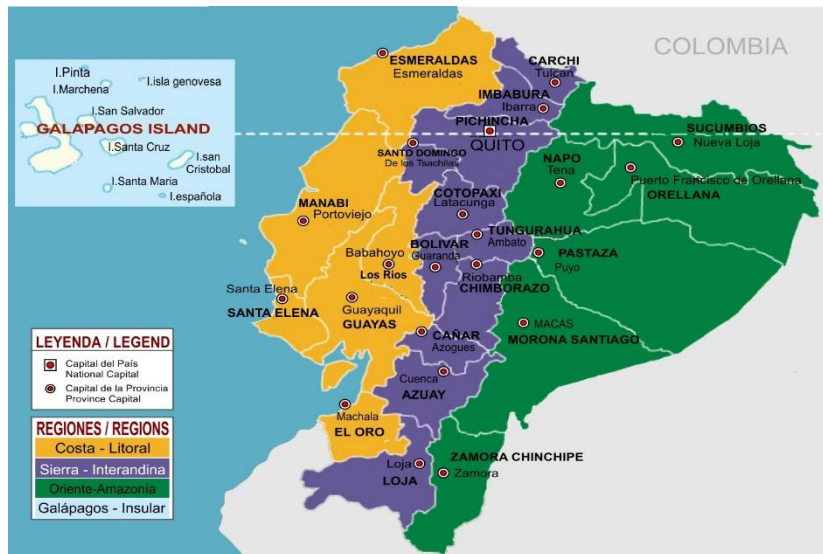 COLOMBIA
I.Pinta
I.Marchena
I.isla genovesa
I.San Salvador
GALAPAGOS ISLAND
I.Santa Cruz
I.san
Cristobal
I.Santa Maria
I.española
ESMERALDAS
Esmeraldas
CARCHI
Tulcan
IMBABURA
Ibarra
PICHINCHA
QUITO
SANTO DOMINGO
De los Tsachilas
SUCUMBIOS
Nueva Loja
NAPO
Tena
Puerto Francisco de Orellana
ORELLANA
COTOPAXI
Latacunga
MANABI
Portoviejo
TUNGURAHUA
Ambato
BOLIVAR
Guaranda
PASTAZA
Puyo
Babahoyo
Los Rios
Riobamba
CHIMBORAZO
Santa Elena
SANTA ELENA
Guayaquil
GUAYAS
MACAS
MORONA SANTIAGO
CAÑAR
Azogues
Cuenca
AZUAY
Machala
EL ORO
Loja
LOJA
ZAMORA CHINCHIPE
Zamora
LEYENDA / LEGEND
Capital del País
National Capital
Capital de la Provincia
Province Capital
REGIONES / REGIONS
Costa - Litoral
Sierra - Interandina
Oriente-Amazonía
Galápagos - Insular